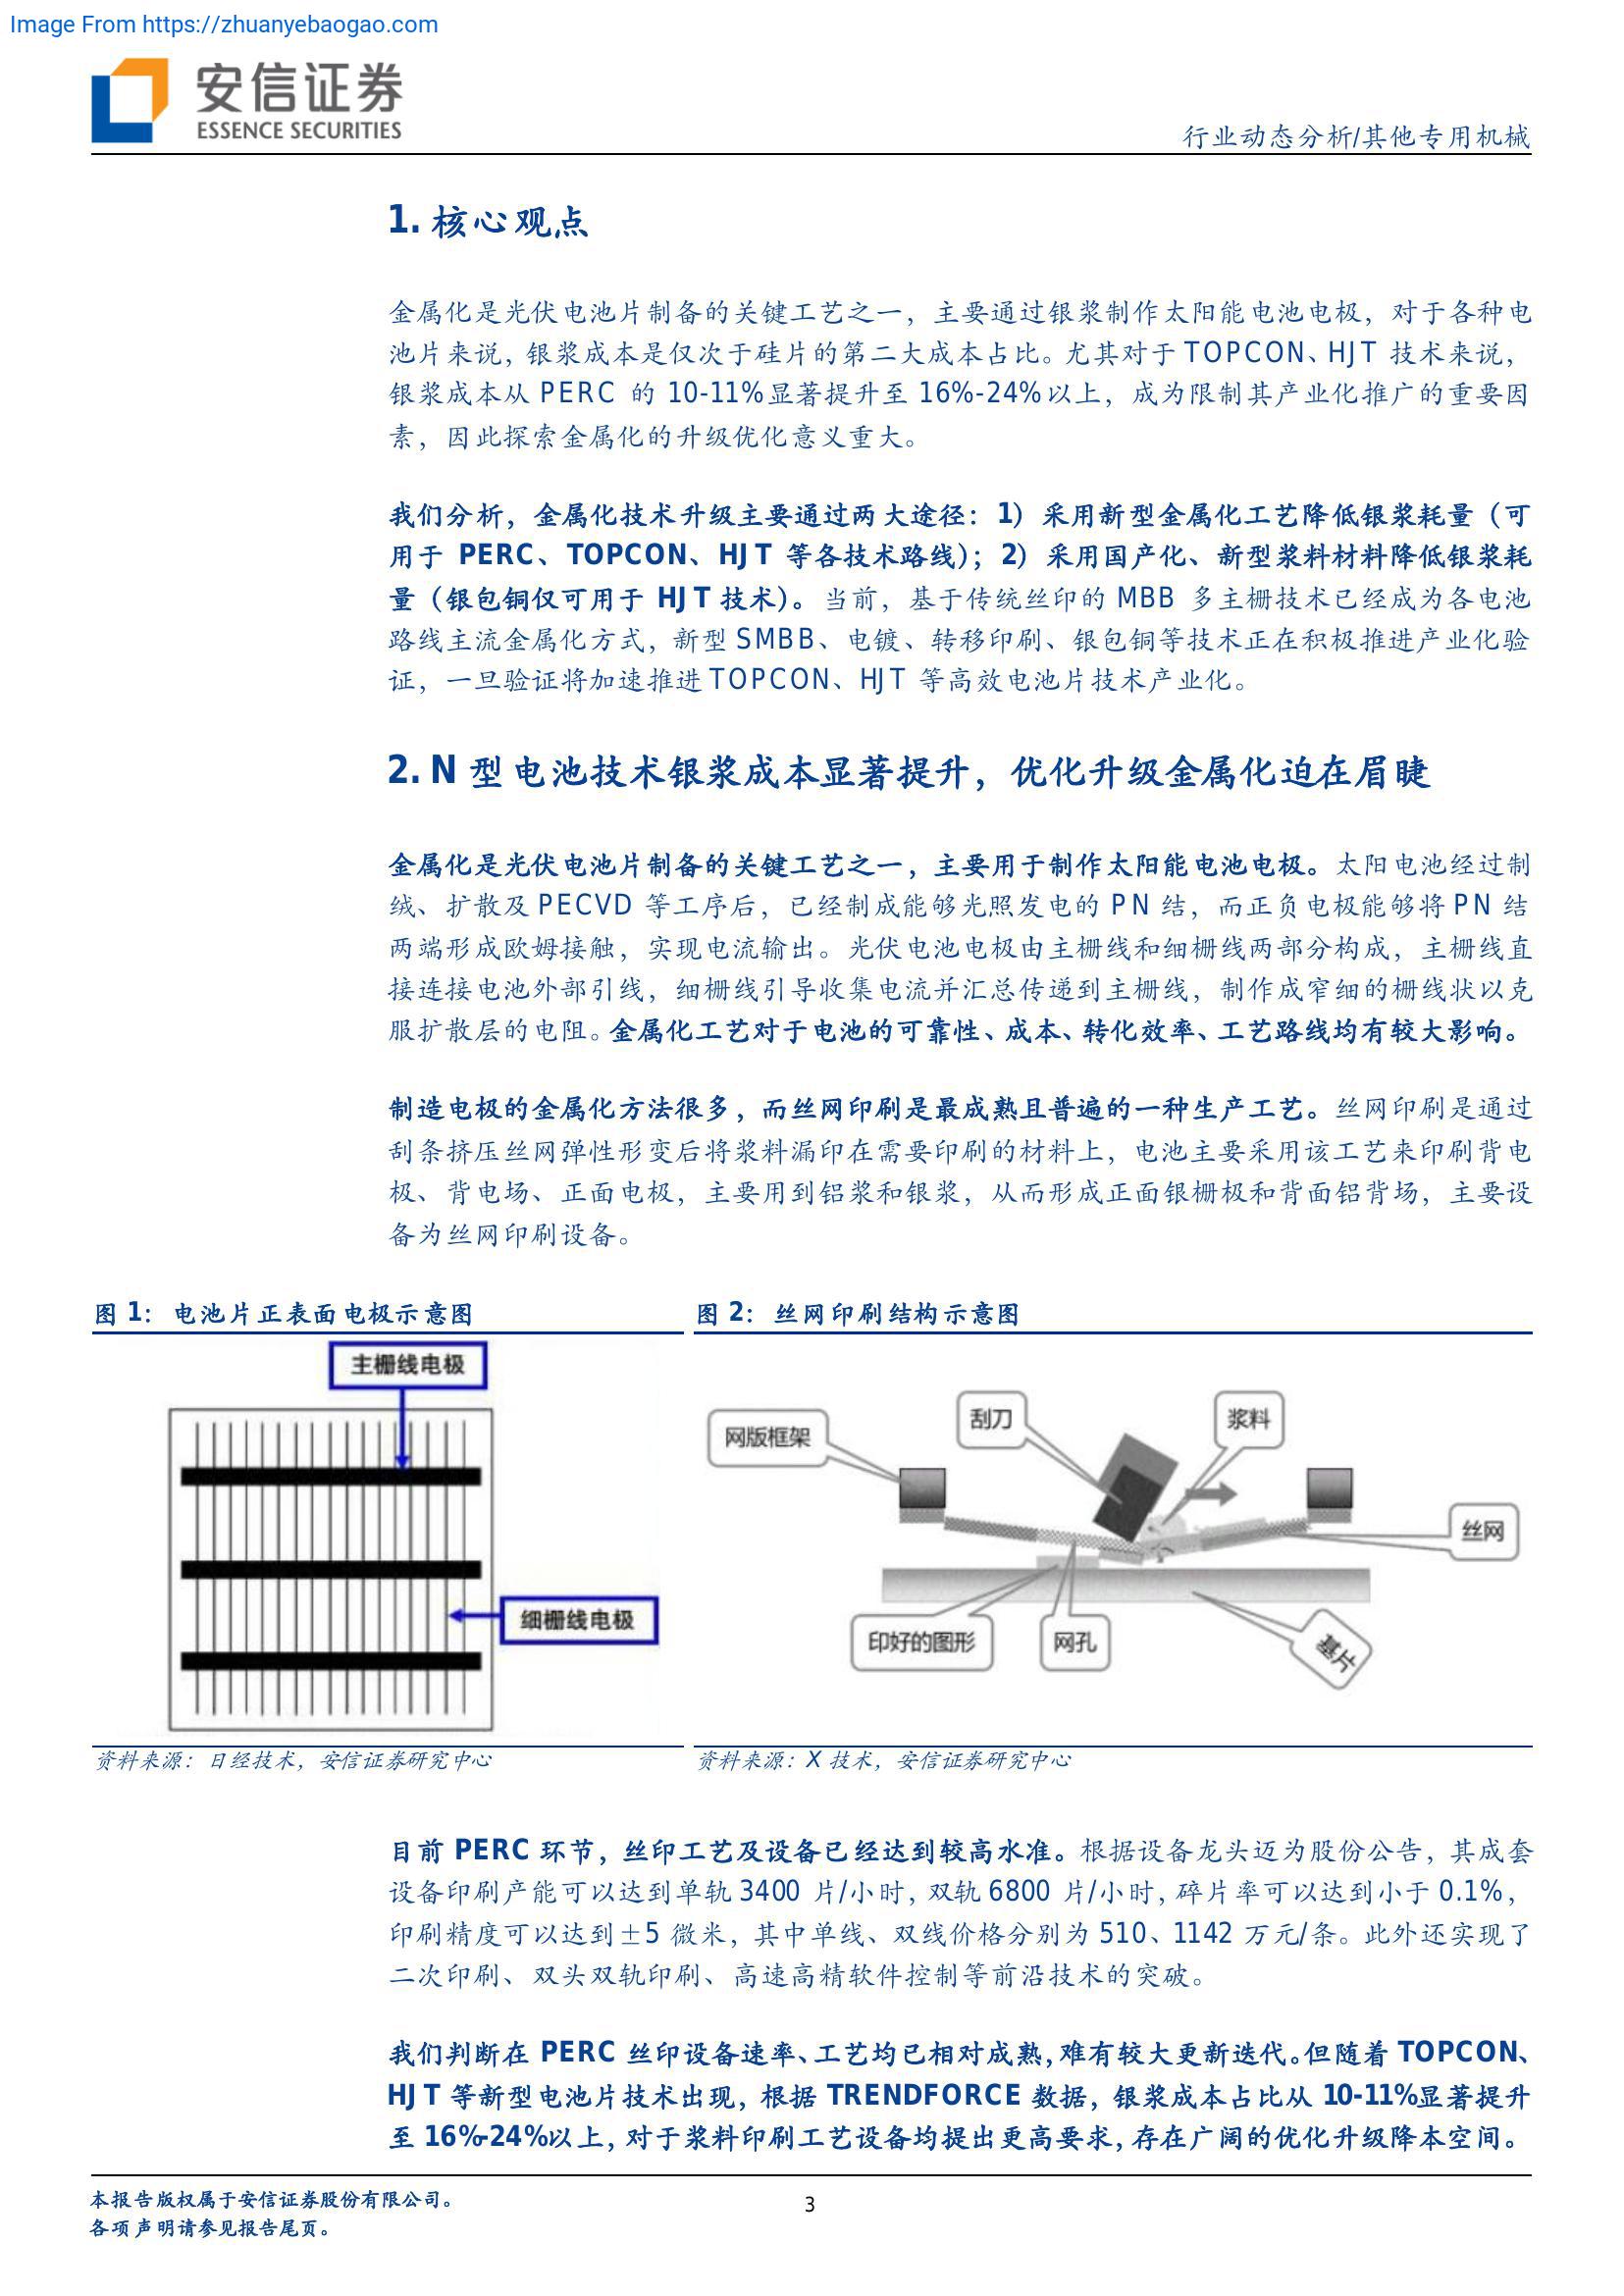 Image From https://zhuanyebaogao.com
安信证券
ESSENCE SECURITIES
行业动态分析/其他专用机械
1. 核心观点
金属化是光伏电池片制备的关键工艺之一，主要通过银浆制作太阳能电池电极，对于各种电
池片来说，银浆成本是仅次于硅片的第二大成本占比。尤其对于 TOPCON、HJT 技术来说，
银浆成本从 PERC 的 10-11%显著提升至 16%-24%以上，成为限制其产业化推广的重要因
素，因此探索金属化的升级优化意义重大。
我们分析，金属化技术升级主要通过两大途径：1）采用新型金属化工艺降低银浆耗量（可
用于 PERC、TOPCON、HJT 等各技术路线）；2）采用国产化、新型浆料材料降低银浆耗
量（银包铜仅可用于 HJT 技术）。当前，基于传统丝印的 MBB 多主栅技术已经成为各电池
路线主流金属化方式，新型 SMBB、电镀、转移印刷、银包铜等技术正在积极推进产业化验
证，一旦验证将加速推进 TOPCON、HJT 等高效电池片技术产业化。
2. N 型电池技术银浆成本显著提升，优化升级金属化迫在眉睫
金属化是光伏电池片制备的关键工艺之一，主要用于制作太阳能电池电极。太阳电池经过制
绒、扩散及 PECVD 等工序后，已经制成能够光照发电的 PN 结，而正负电极能够将 PN 结
两端形成欧姆接触，实现电流输出。光伏电池电极由主栅线和细栅线两部分构成，主栅线直
接连接电池外部引线，细栅线引导收集电流并汇总传递到主栅线，制作成窄细的栅线状以克
服扩散层的电阻。金属化工艺对于电池的可靠性、成本、转化效率、工艺路线均有较大影响。
制造电极的金属化方法很多，而丝网印刷是最成熟且普遍的一种生产工艺。丝网印刷是通过
刮条挤压丝网弹性形变后将浆料漏印在需要印刷的材料上，电池主要采用该工艺来印刷背电
极、背电场、正面电极，主要用到铝浆和银浆，从而形成正面银栅极和背面铝背场，主要设
备为丝网印刷设备。
图 1：电池片正表面电极示意图
主栅线电极
细栅线电极
资料来源：日经技术，安信证券研究中心
图 2：丝网印刷结构示意图
网版框架
刮刀
浆料
丝网
印好的图形
网孔
基片
资料来源：X 技术，安信证券研究中心
目前 PERC 环节，丝印工艺及设备已经达到较高水准。根据设备龙头迈为股份公告，其成套
设备印刷产能可以达到单轨 3400 片/小时，双轨 6800 片/小时，碎片率可以达到小于 0.1%，
印刷精度可以达到±5 微米，其中单线、双线价格分别为 510、1142 万元/条。此外还实现了
二次印刷、双头双轨印刷、高速高精软件控制等前沿技术的突破。
我们判断在 PERC 丝印设备速率、工艺均已相对成熟，难有较大更新迭代。但随着 TOPCON、
HJT 等新型电池片技术出现，根据 TRENDFORCE 数据，银浆成本占比从 10-11%显著提升
至 16%-24%以上，对于浆料印刷工艺设备均提出更高要求，存在广阔的优化升级降本空间。
本报告版权属于安信证券股份有限公司。
各项声明请参见报告尾页。
3